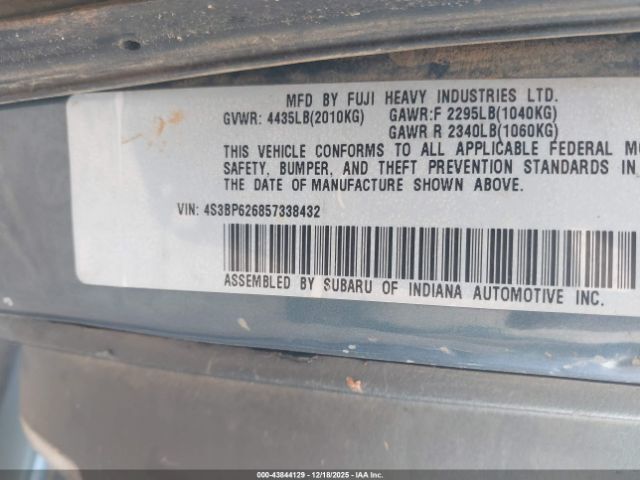 MFD BY FUJI HEAVY INDUSTRIES LTD.
GVWR: 4435LB(2010KG) GAWR:F 2295LB(1040KG)
GAWR R 2340LB(1060KG)
THIS VEHICLE CONFORMS TO ALL APPLICABLE FEDERAL
SAFETY, BUMPER, AND THEFT PREVENTION STANDARDS IN
THE DATE OF MANUFACTURE SHOWN ABOVE.
VIN: 4S3BP626857338432
ASSEMBLED BY SUBARU OF INDIANA AUTOMOTIVE INC.
000-43844129 | 12/18/2025 - IAA Inc.